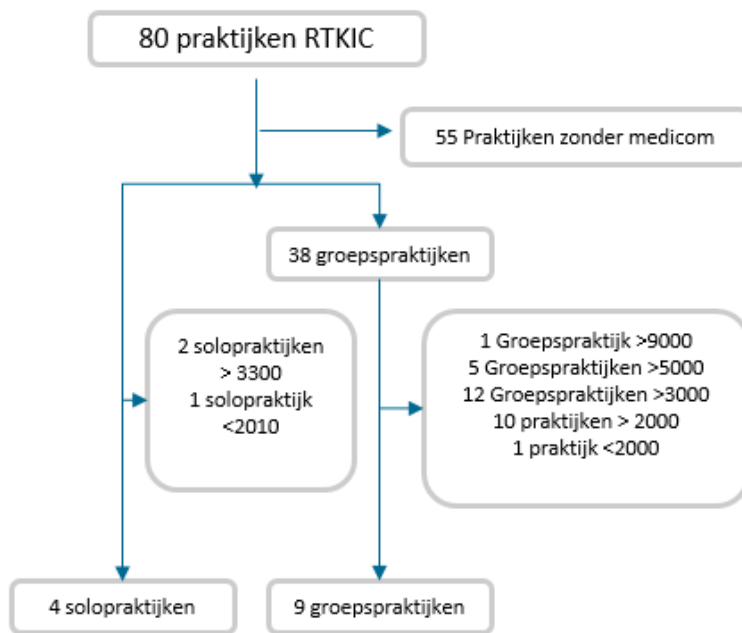 80 praktijken RTKIC
55 Praktijken zonder medicom
38 groepspraktijken
2 solopraktijken
> 3300
1 solopraktijk
<2010
1 Groepspraktijk >9000
5 Groepspraktijken >5000
12 Groepspraktijken >3000
10 praktijken > 2000
1 praktijk <2000
4 solopraktijken
9 groepspraktijken